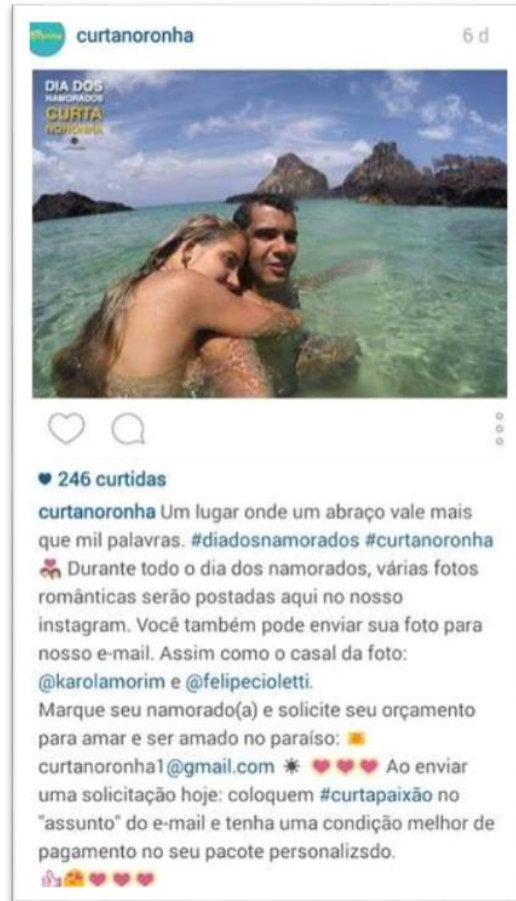 curtanoronha
6 d
DIA DOS
NAMORADOS
CURTA
NORONHA
246 curtidas
curtanoronha Um lugar onde um abraço vale mais
que mil palavras. #diadosnamorados #curtanoronha
💑 Durante todo o dia dos namorados, várias fotos
românticas serão postadas aqui no nosso
instagram. Você também pode enviar sua foto para
nosso e-mail. Assim como o casal da foto:
@karolamorim e @felipecioletti.
Marque seu namorado(a) e solicite seu orçamento
para amar e ser amado no paraíso:
curtanoronha1@gmail.com ☀ 💗💗💗 Ao enviar
uma solicitação hoje: coloquem #curtapaixão no
"assunto" do e-mail e tenha uma condição melhor de
pagamento no seu pacote personalizsdo.
👍😍💗💗💗